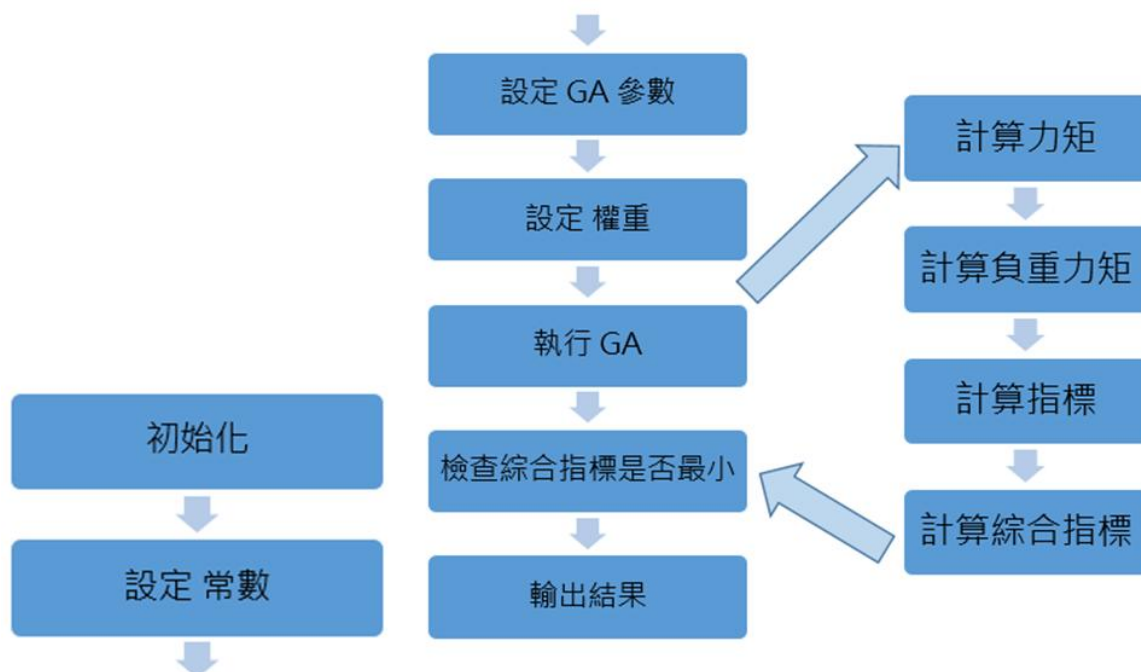 初始化
設定 常數
設定 GA 參數
設定 權重
執行 GA
檢查綜合指標是否最小
輸出結果
計算力矩
計算負重力矩
計算指標
計算綜合指標